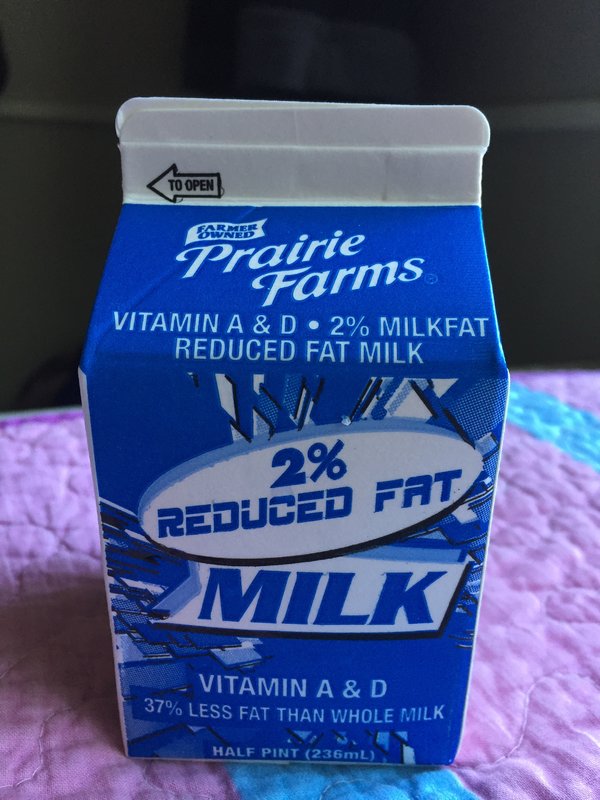 TO OPEN
FARMER
OWNED
Prairie
Farms
VITAMIN A & D • 2% MILKFAT
REDUCED FAT MILK
2%
REDUCED FAT
MILK
VITAMIN A & D
37% LESS FAT THAN WHOLE MILK
HALF PINT (236mL)